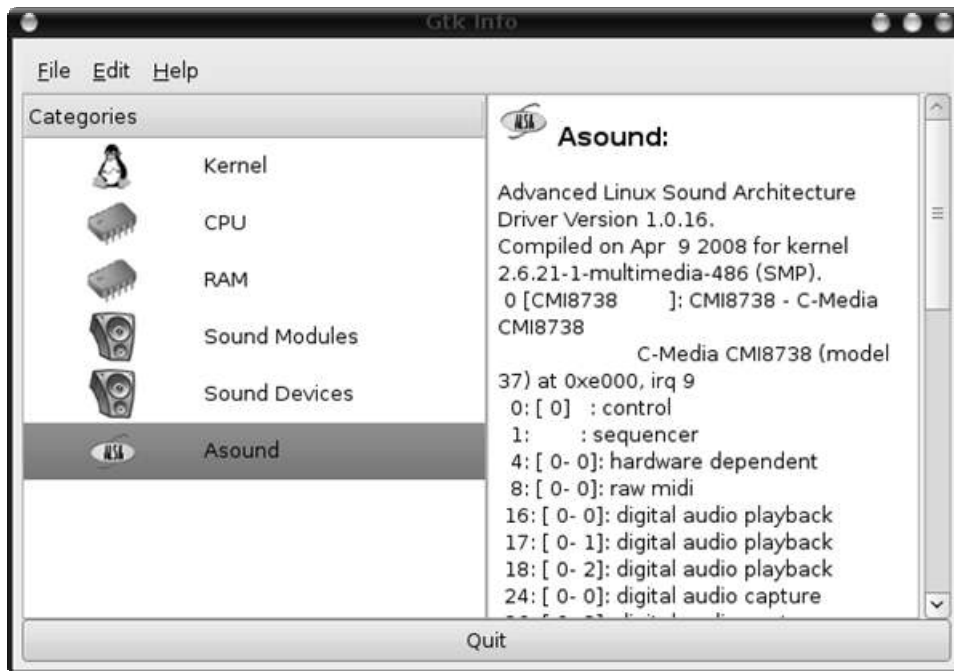 Gtk Info
File Edit Help
Categories
Kernel
CPU
RAM
Sound Modules
Sound Devices
ALSA Asound
ALSA Asound:
Advanced Linux Sound Architecture
Driver Version 1.0.16.
Compiled on Apr 9 2008 for kernel
2.6.21-1-multimedia-486 (SMP).
0 [CMI8738 ]: CMI8738 - C-Media
CMI8738
C-Media CMI8738 (model
37) at 0xe000, irq 9
0: [ 0] : control
1: : sequencer
4: [ 0- 0]: hardware dependent
8: [ 0- 0]: raw midi
16: [ 0- 0]: digital audio playback
17: [ 0- 1]: digital audio playback
18: [ 0- 2]: digital audio playback
24: [ 0- 0]: digital audio capture
Quit